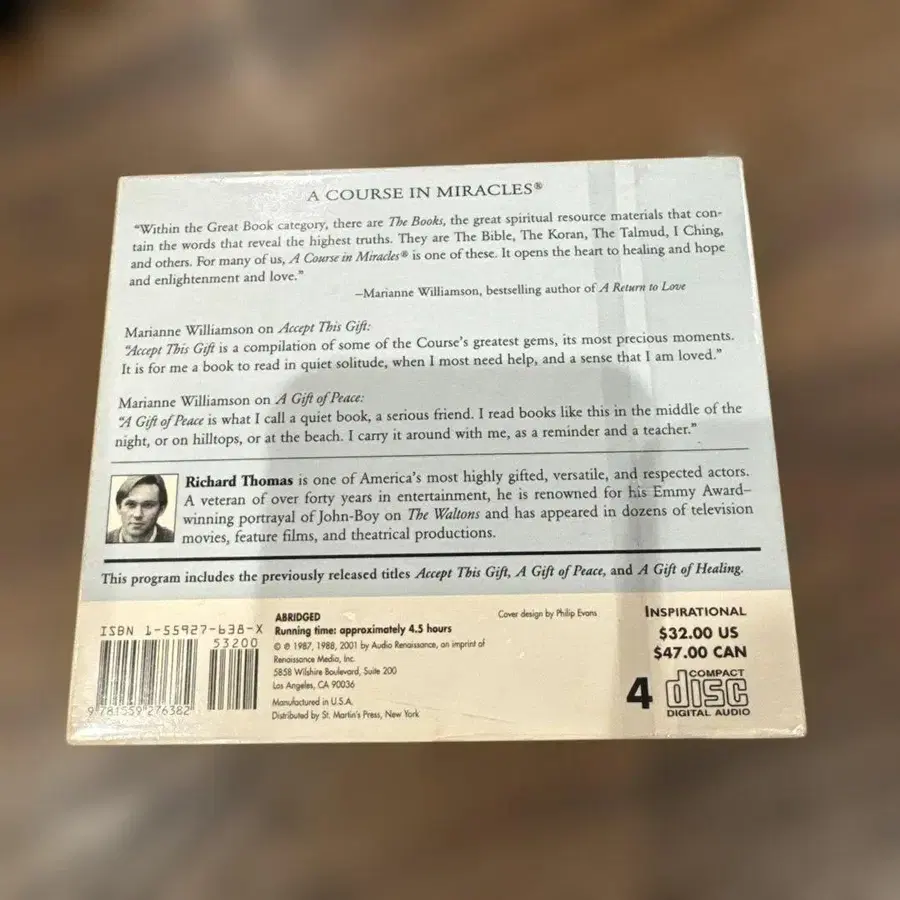 A COURSE IN MIRACLES®
“Within the Great Book category, there are The Books, the great spiritual resource materials that con-
tain the words that reveal the highest truths. They are The Bible, The Koran, The Talmud, I Ching,
and others. For many of us, A Course in Miracles® is one of these. It opens the heart to healing and hope
and enlightenment and love.”
–Marianne Williamson, bestselling author of A Return to Love
Marianne Williamson on Accept This Gift:
“Accept This Gift is a compilation of some of the Course’s greatest gems, its most precious moments.
It is for me a book to read in quiet solitude, when I most need help, and a sense that I am loved.”
Marianne Williamson on A Gift of Peace:
“A Gift of Peace is what I call a quiet book, a serious friend. I read books like this in the middle of the
night, or on hilltops, or at the beach. I carry it around with me, as a reminder and a teacher.”
Richard Thomas is one of America’s most highly gifted, versatile, and respected actors.
A veteran of over forty years in entertainment, he is renowned for his Emmy Award–
winning portrayal of John-Boy on The Waltons and has appeared in dozens of television
movies, feature films, and theatrical productions.
This program includes the previously released titles Accept This Gift, A Gift of Peace, and A Gift of Healing.
ISBN 1-55927-638-X
53200
9 781559 276382
ABRIDGED
Running time: approximately 4.5 hours
© ℗ 1987, 1988, 2001 by Audio Renaissance, an imprint of
Renaissance Media, Inc.
5858 Wilshire Boulevard, Suite 200
Los Angeles, CA 90036
Manufactured in U.S.A.
Distributed by St. Martin’s Press, New York
Cover design by Philip Evans
INSPIRATIONAL
$32.00 US
$47.00 CAN
4
COMPACT
disc
DIGITAL AUDIO